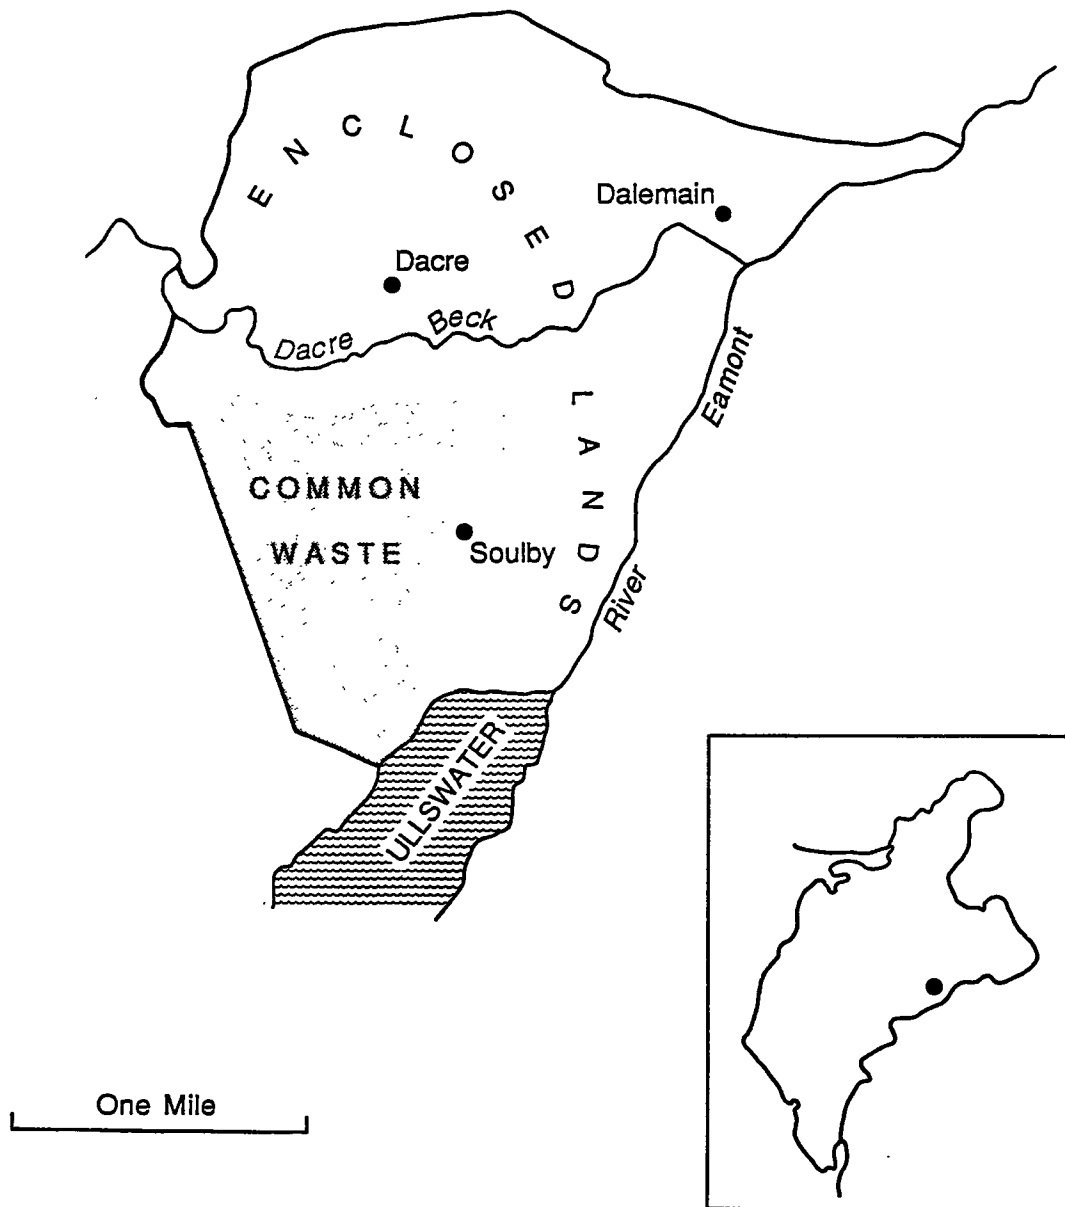 ENCLOSED
Dalemain
Dacre
Dacre Beck
LANDS
Eamont
River
COMMON
WASTE
Soulby
ULLSWATER
One Mile